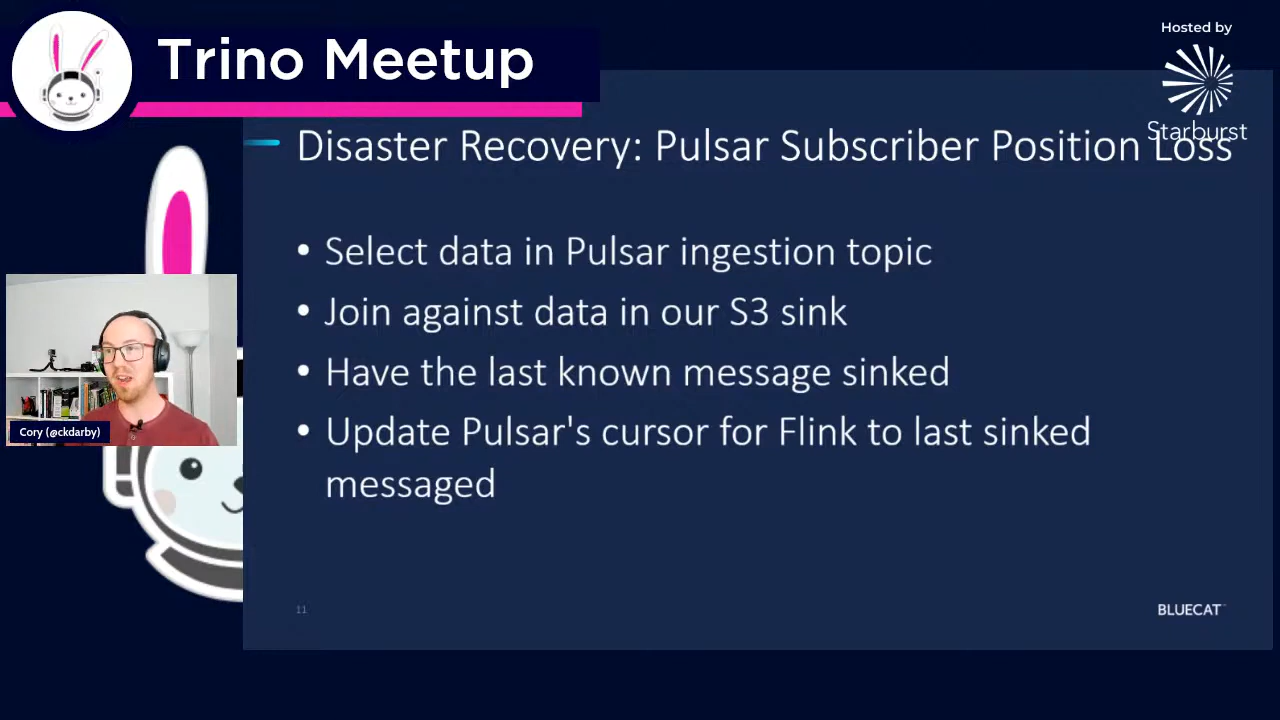 Trino Meetup
Hosted by
Starburst
Disaster Recovery: Pulsar Subscriber Position Loss
• Select data in Pulsar ingestion topic
• Join against data in our S3 sink
• Have the last known message sinked
• Update Pulsar's cursor for Flink to last sinked
messaged
Cory (@ckdarby)
11
BLUECAT